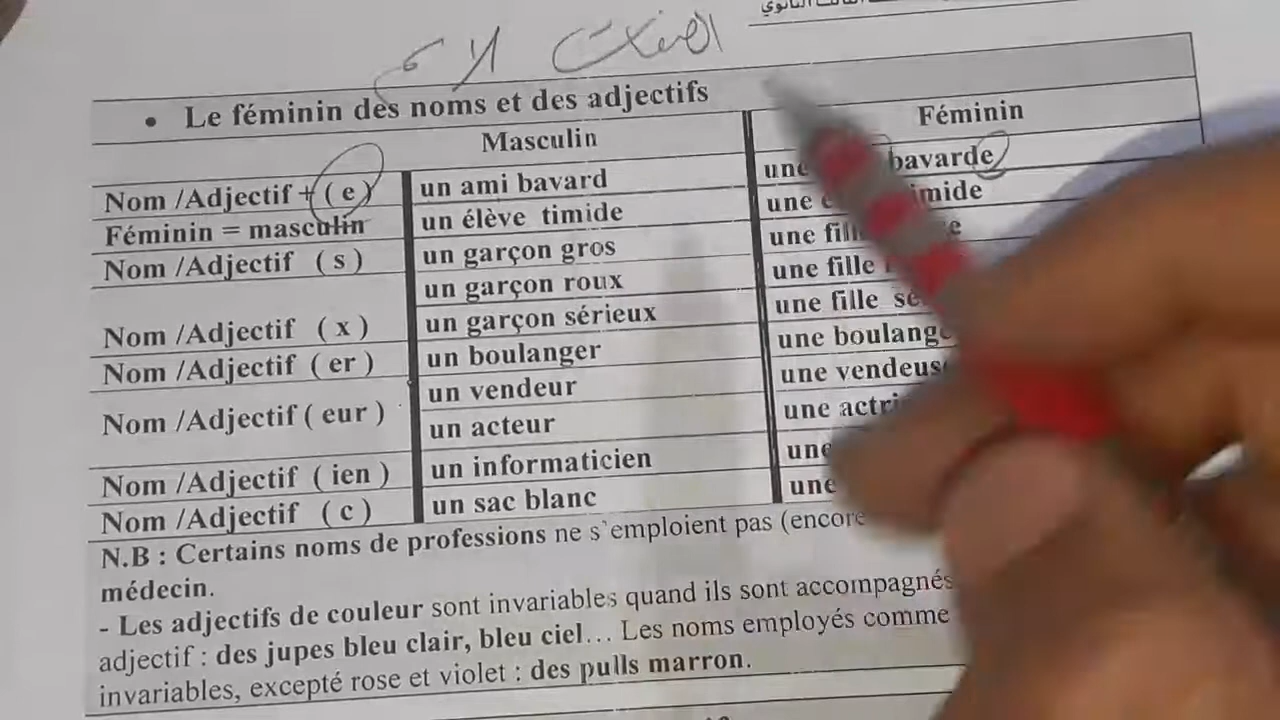 الثالث الثانوي
• Le féminin des noms et des adjectifs
Masculin Féminin
Nom /Adjectif + ( e ) un ami bavard une bavarde
Féminin = masculin un élève timide une timide
Nom /Adjectif ( s ) un garçon gros une
un garçon roux une fille
Nom /Adjectif ( x ) un garçon sérieux une fille
Nom /Adjectif ( er ) un boulanger une
Nom /Adjectif ( eur ) un vendeur une
un acteur une
Nom /Adjectif ( ien ) un informaticien une
Nom /Adjectif ( c ) un sac blanc une
N.B : Certains noms de professions ne s`emploient pas (encore
médecin.
- Les adjectifs de couleur sont invariables quand ils sont accompagnés
adjectif : des jupes bleu clair, bleu ciel… Les noms employés comme
invariables, excepté rose et violet : des pulls marron.